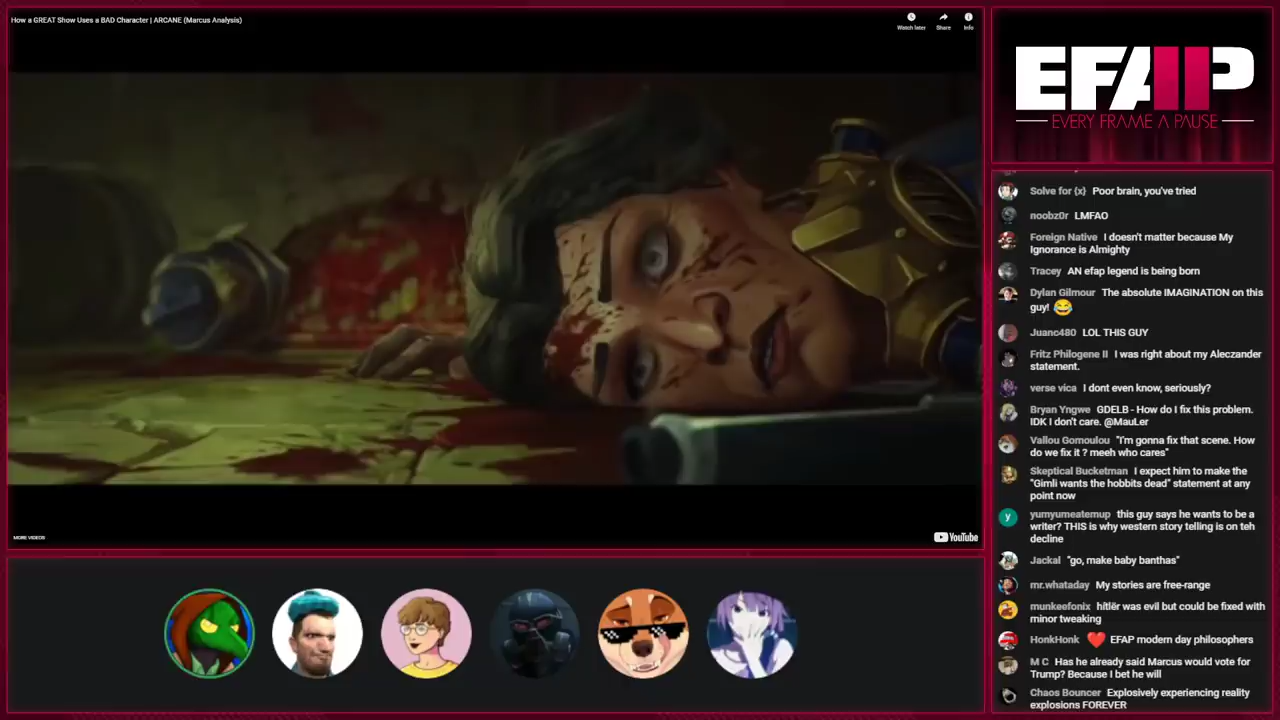 How a GREAT Show Uses a BAD Character | ARCANE (Marcus Analysis)
Watch later
Share
Info
MORE VIDEOS
YouTube
EFAP
EVERY FRAME A PAUSE
Solve for {x} Poor brain, you've tried
noobz0r LMFAO
Foreign Native I doesn't matter because My
Ignorance is Almighty
Tracey AN efap legend is being born
Dylan Gilmour The absolute IMAGINATION on this
guy! 😂
Juanc480 LOL THIS GUY
Fritz Philogene II I was right about my Aleczander
statement.
verse vica I dont even know, seriously?
Bryan Yngwe GDELB - How do I fix this problem.
IDK I don't care. @MauLer
Vallou Gomoulou "I'm gonna fix that scene. How
do we fix it ? meeh who cares"
Skeptical Bucketman I expect him to make the
"Gimli wants the hobbits dead" statement at any
point now
y
yumyumeatemup this guy says he wants to be a
writer? THIS is why western story telling is on teh
decline
Jackal "go, make baby banthas"
mr.whataday My stories are free-range
munkeefonix hitlër was evil but could be fixed with
minor tweaking
HonkHonk ❤️ EFAP modern day philosophers
M C Has he already said Marcus would vote for
Trump? Because I bet he will
Chaos Bouncer Explosively experiencing reality
explosions FOREVER